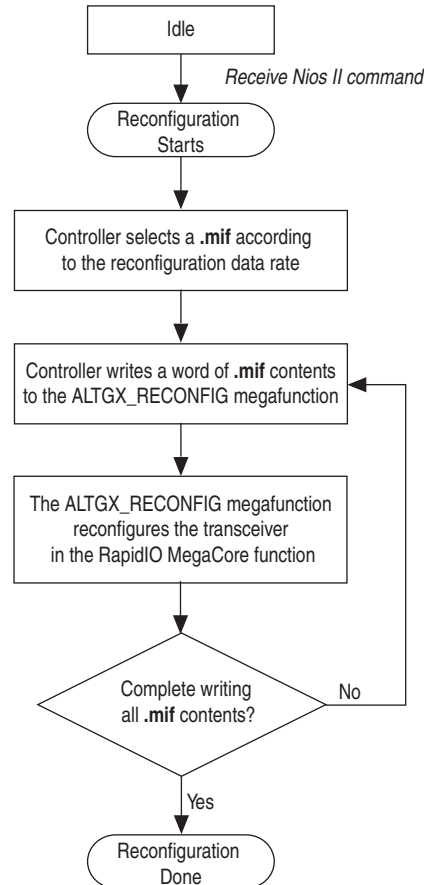 Idle
Receive Nios II command
Reconfiguration
Starts
Controller selects a .mif according
to the reconfiguration data rate
Controller writes a word of .mif contents
to the ALTGX_RECONFIG megafunction
The ALTGX_RECONFIG megafunction
reconfigures the transceiver
in the RapidIO MegaCore function
Complete writing
all .mif contents?
No
Yes
Reconfiguration
Done